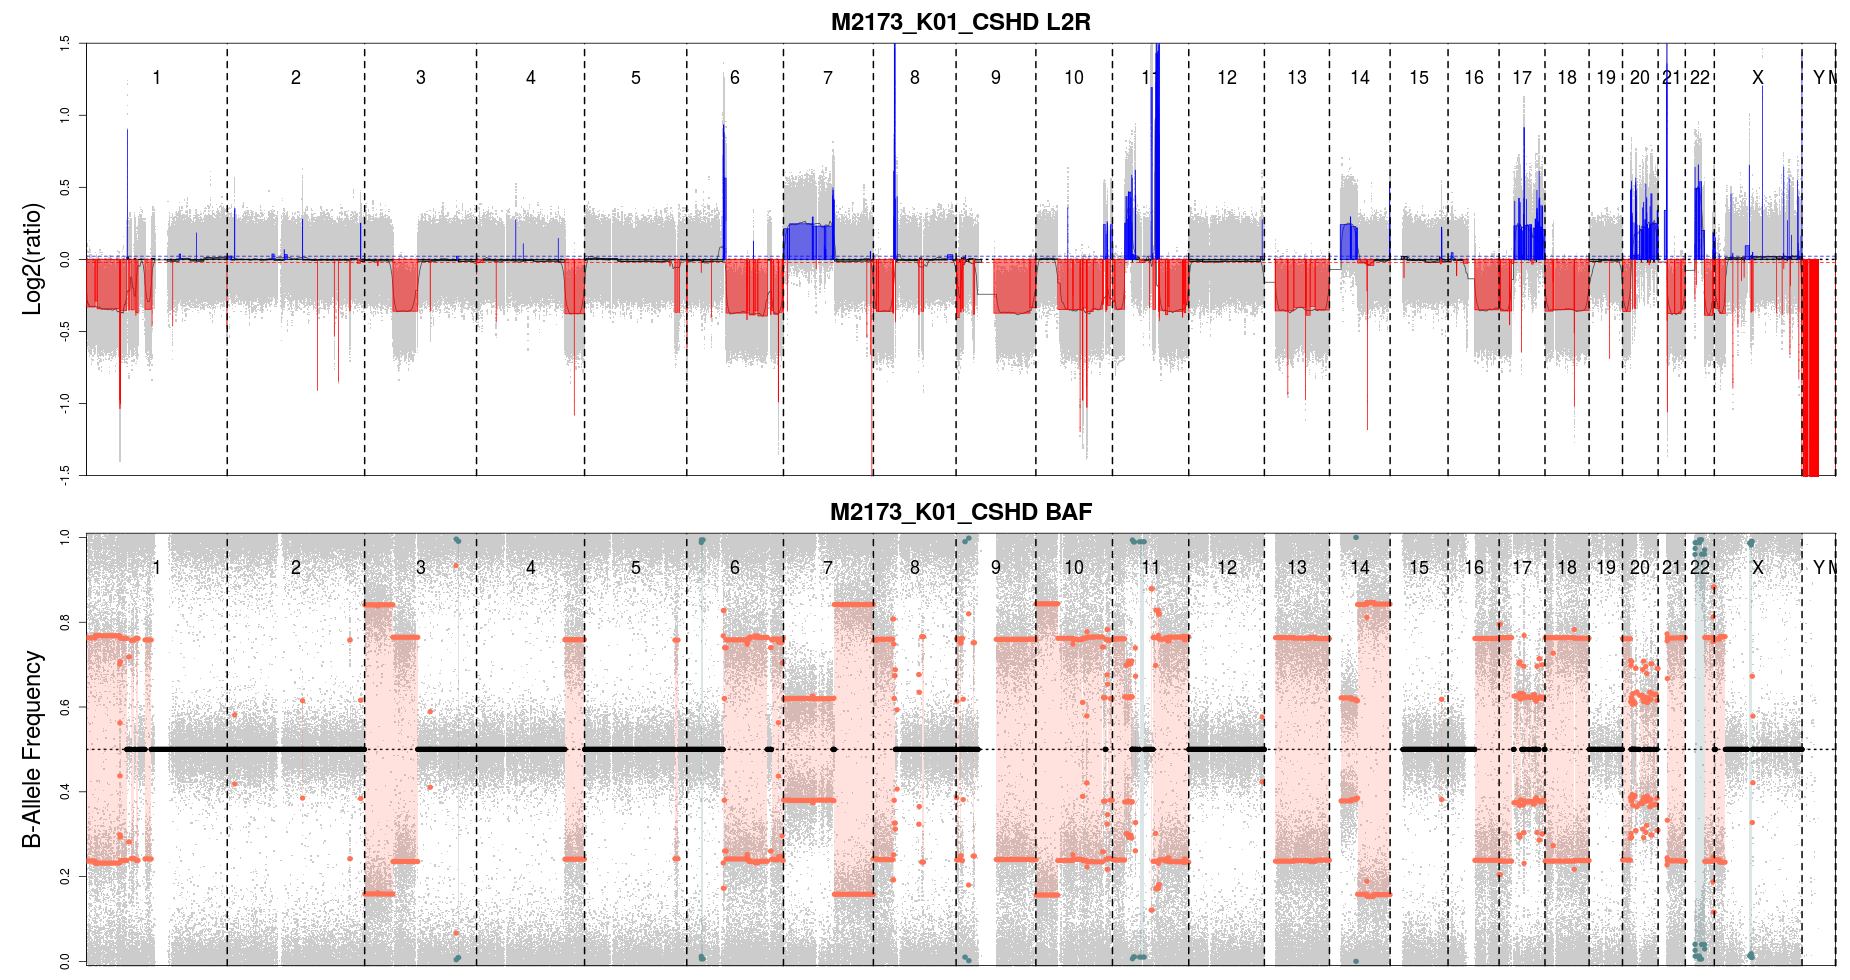 M2173_K01_CSHD L2R
1 2 3 4 5 6 7 8 9 10 11 12 13 14 15 16 17 18 19 20 21 22 X Y M
1.5
1.0
0.5
0.0
-0.5
-1.0
-1.5
Log2(ratio)
M2173_K01_CSHD BAF
1 2 3 4 5 6 7 8 9 10 11 12 13 14 15 16 17 18 19 20 21 22 X Y M
1.0
0.8
0.6
0.4
0.2
0.0
B-Allele Frequency